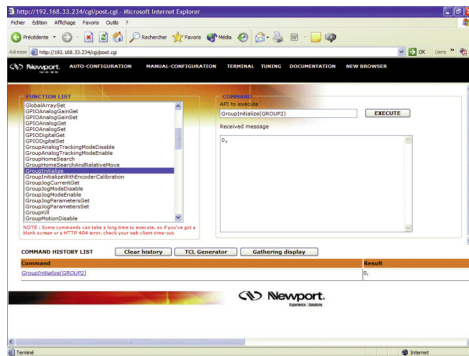 http://192.168.33.234/cgi/post.cgi - Microsoft Internet Explorer
Fichier Edition Affichage Favoris Outils ?
Précédente Rechercher Favoris Média
Adresse http://192.168.33.234/cgi/post.cgi OK Liens
Newport. AUTO-CONFIGURATION MANUAL-CONFIGURATION TERMINAL TUNING DOCUMENTATION NEW BROWSER
FUNCTION LIST
GlobalArraySet
GPIOAnalogGainGet
GPIOAnalogGainSet
GPIOAnalogGet
GPIOAnalogSet
GPIODigitalGet
GPIODigitalSet
GroupAnalogTrackingModeDisable
GroupAnalogTrackingModeEnable
GroupHomeSearch
GroupHomeSearchAndRelativeMove
GroupInitialize
GroupInitializeWithEncoderCalibration
GroupJogCurrentGet
GroupJogModeDisable
GroupJogModeEnable
GroupJogParametersGet
GroupJogParametersSet
GroupKill
GroupMotionDisable
NOTE : Some commands can take a long time to execute, so if you've got a
blank screen or a HTTP 404 error, check your web client time-out.
COMMAND
API to execute
GroupInitialize(GROUP2) EXECUTE
Received message
0,
COMMAND HISTORY LIST Clear history TCL Generator Gathering display
Command Result
GroupInitialize(GROUP2) 0,
Newport.
Experience | Solutions
Terminé Internet